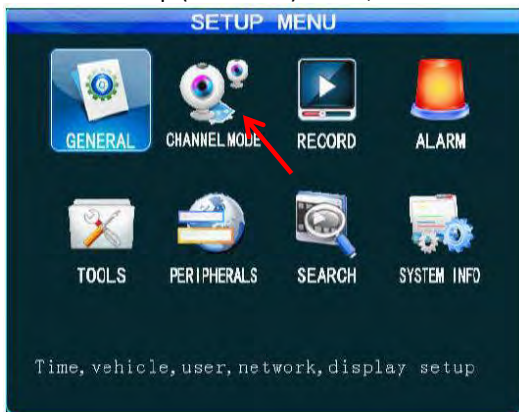 SETUP MENU
GENERAL CHANNEL MODE RECORD ALARM
TOOLS PERIPHERALS SEARCH SYSTEM INFO
Time, vehicle, user, network, display setup